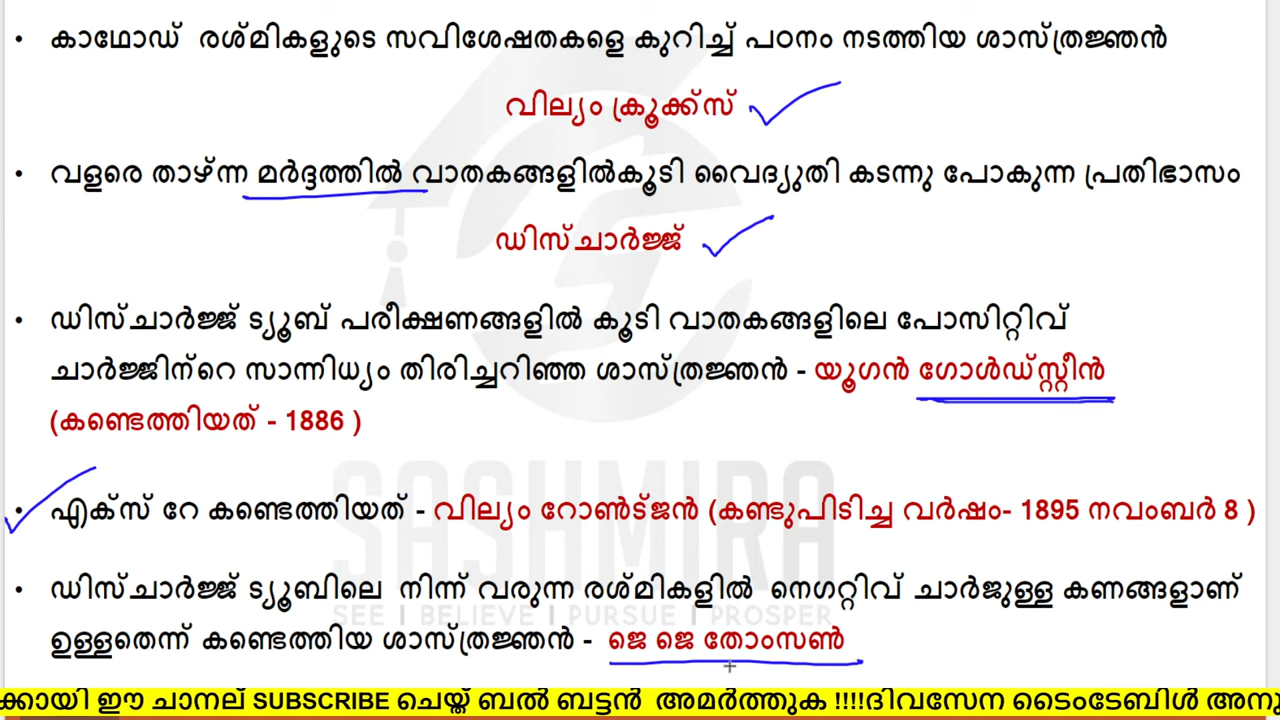 • കാഥോഡ് രശ്മികളുടെ സവിശേഷതകളെ കുറിച്ച് പഠനം നടത്തിയ ശാസ്ത്രജ്ഞൻ
വില്യം ക്രൂക്ക്സ്
• വളരെ താഴ്ന്ന മർദ്ദത്തിൽ വാതകങ്ങളിൽകൂടി വൈദ്യുതി കടന്നു പോകുന്ന പ്രതിഭാസം
ഡിസ്ചാർജ്ജ്
• ഡിസ്ചാർജ്ജ് ട്യൂബ് പരീക്ഷണങ്ങളിൽ കൂടി വാതകങ്ങളിലെ പോസിറ്റിവ്
ചാർജ്ജിന്റെ സാന്നിധ്യം തിരിച്ചറിഞ്ഞ ശാസ്ത്രജ്ഞൻ - യൂഗൻ ഗോൾഡ്സ്റ്റീൻ
(കണ്ടെത്തിയത് - 1886 )
• എക്സ് റേ കണ്ടെത്തിയത് - വില്യം റോൺട്ജൻ (കണ്ടുപിടിച്ച വർഷം- 1895 നവംബർ 8 )
SASHMIRA
• ഡിസ്ചാർജ്ജ് ട്യൂബിലെ നിന്ന് വരുന്ന രശ്മികളിൽ നെഗറ്റിവ് ചാർജുള്ള കണങ്ങളാണ്
SEE | BELIEVE | PURSUE | PROSPER
ഉള്ളതെന്ന് കണ്ടെത്തിയ ശാസ്ത്രജ്ഞൻ - ജെ ജെ തോംസൺ
ക്കായി ഈ ചാനല് SUBSCRIBE ചെയ്ത് ബൽ ബട്ടൻ അമർത്തുക !!!!ദിവസേന ടൈംടേബിൾ അനു